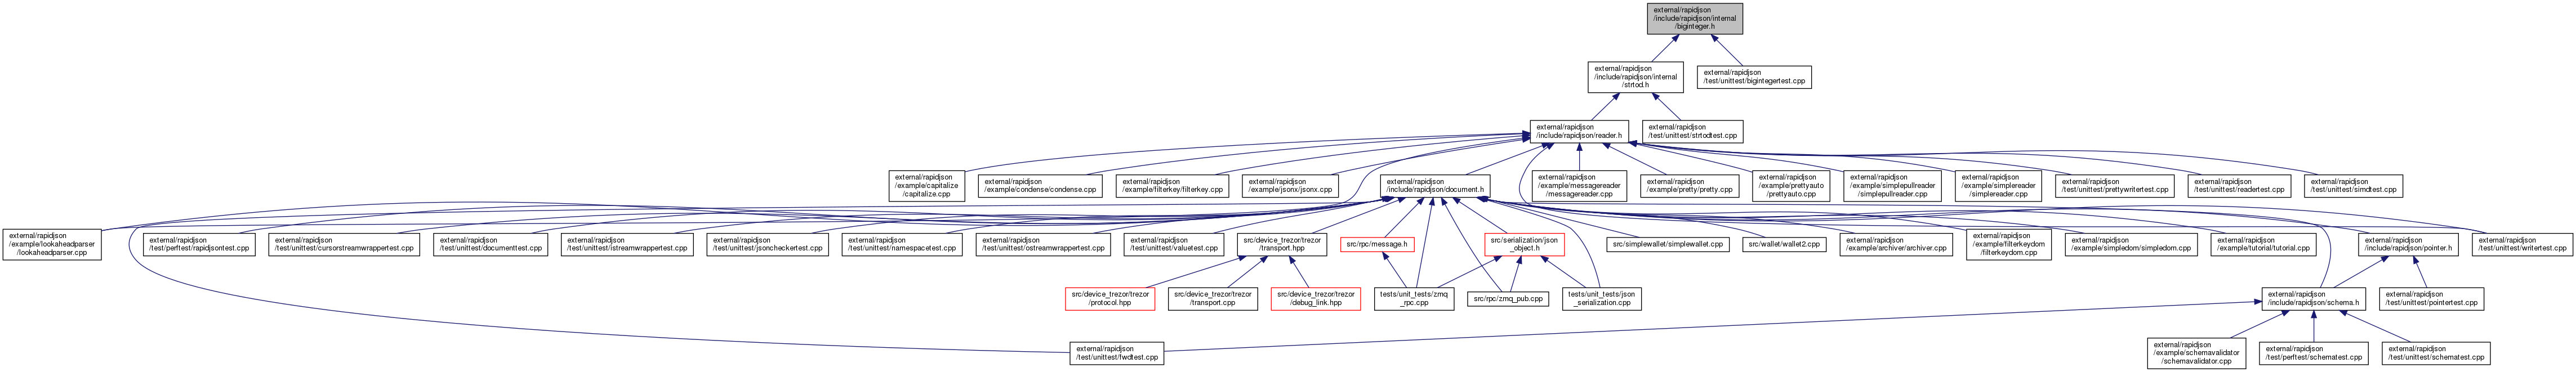 external/rapidjson
/include/rapidjson/internal
/biginteger.h
external/rapidjson
/include/rapidjson/internal
/strtod.h
external/rapidjson
/test/unittest/bigintegertest.cpp
external/rapidjson
/include/rapidjson/reader.h
external/rapidjson
/test/unittest/strtodtest.cpp
external/rapidjson
/example/capitalize
/capitalize.cpp
external/rapidjson
/example/condense/condense.cpp
external/rapidjson
/example/filterkey/filterkey.cpp
external/rapidjson
/example/jsonx/jsonx.cpp
external/rapidjson
/include/rapidjson/document.h
external/rapidjson
/example/messagereader
/messagereader.cpp
external/rapidjson
/example/pretty/pretty.cpp
external/rapidjson
/example/prettyauto
/prettyauto.cpp
external/rapidjson
/example/simplepullreader
/simplepullreader.cpp
external/rapidjson
/example/simplereader
/simplereader.cpp
external/rapidjson
/test/unittest/prettywritertest.cpp
external/rapidjson
/test/unittest/readertest.cpp
external/rapidjson
/test/unittest/simdtest.cpp
external/rapidjson
/example/lookaheadparser
/lookaheadparser.cpp
external/rapidjson
/test/perftest/rapidjsontest.cpp
external/rapidjson
/test/unittest/cursorstreamwrappertest.cpp
external/rapidjson
/test/unittest/documenttest.cpp
external/rapidjson
/test/unittest/istreamwrappertest.cpp
external/rapidjson
/test/unittest/jsoncheckertest.cpp
external/rapidjson
/test/unittest/namespacetest.cpp
external/rapidjson
/test/unittest/ostreamwrappertest.cpp
external/rapidjson
/test/unittest/valuetest.cpp
src/device_trezor/trezor
/transport.hpp
src/rpc/message.h
src/serialization/json
_object.h
src/simplewallet/simplewallet.cpp
src/wallet/wallet2.cpp
external/rapidjson
/example/archiver/archiver.cpp
external/rapidjson
/example/filterkeydom
/filterkeydom.cpp
external/rapidjson
/example/simpledom/simpledom.cpp
external/rapidjson
/example/tutorial/tutorial.cpp
external/rapidjson
/include/rapidjson/pointer.h
external/rapidjson
/test/unittest/writertest.cpp
src/device_trezor/trezor
/protocol.hpp
src/device_trezor/trezor
/transport.cpp
src/device_trezor/trezor
/debug_link.hpp
tests/unit_tests/zmq
_rpc.cpp
src/rpc/zmq_pub.cpp
tests/unit_tests/json
_serialization.cpp
external/rapidjson
/include/rapidjson/schema.h
external/rapidjson
/test/unittest/pointertest.cpp
external/rapidjson
/test/unittest/fwdtest.cpp
external/rapidjson
/example/schemavalidator
/schemavalidator.cpp
external/rapidjson
/test/perftest/schematest.cpp
external/rapidjson
/test/unittest/schematest.cpp